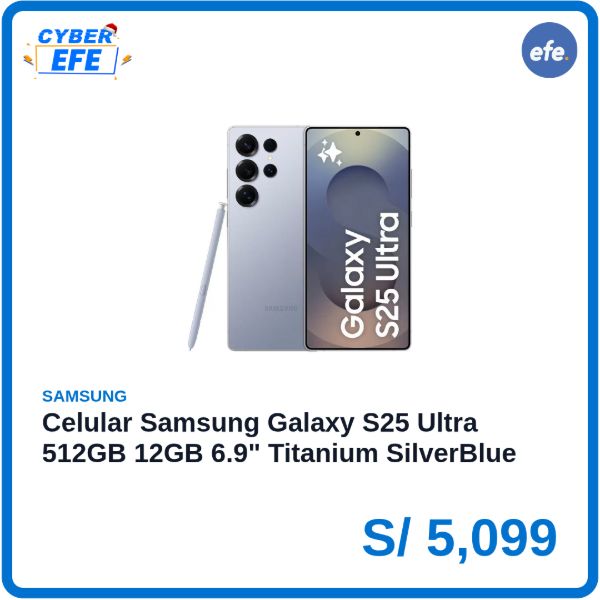 CYBER
EFE
efe.
SAMSUNG
Galaxy
S25 Ultra
SAMSUNG
Celular Samsung Galaxy S25 Ultra
512GB 12GB 6.9" Titanium SilverBlue
S/ 5,099